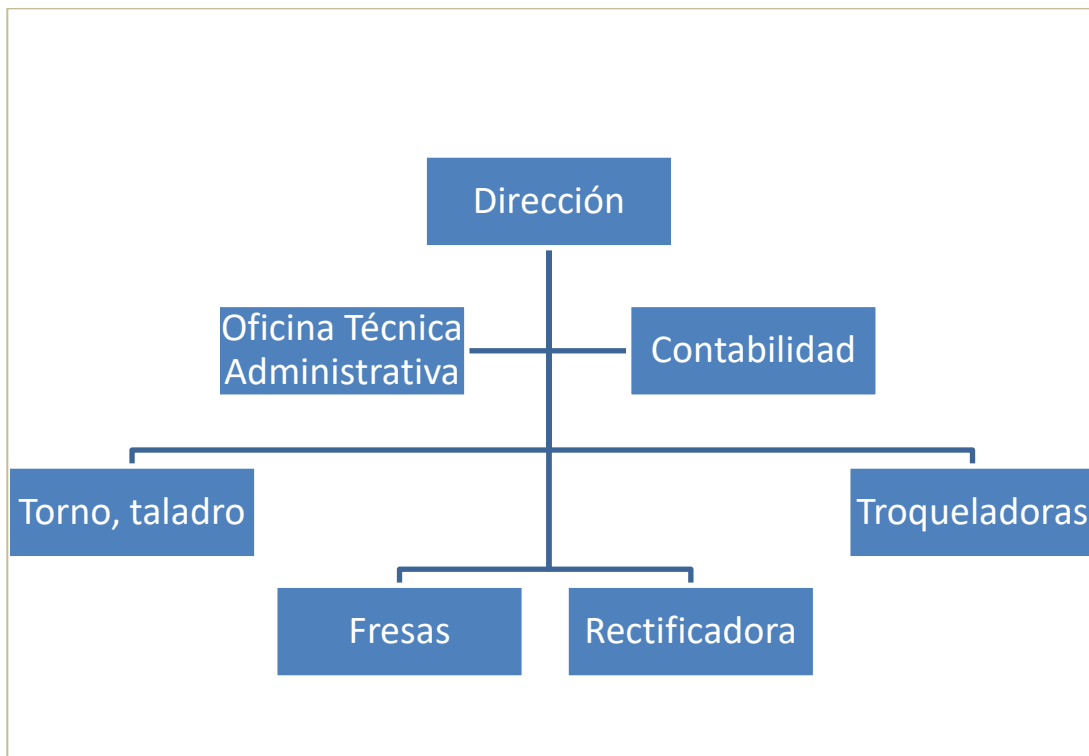 Dirección
Oficina Técnica
Administrativa
Contabilidad
Torno, taladro
Troqueladoras
Fresas
Rectificadora